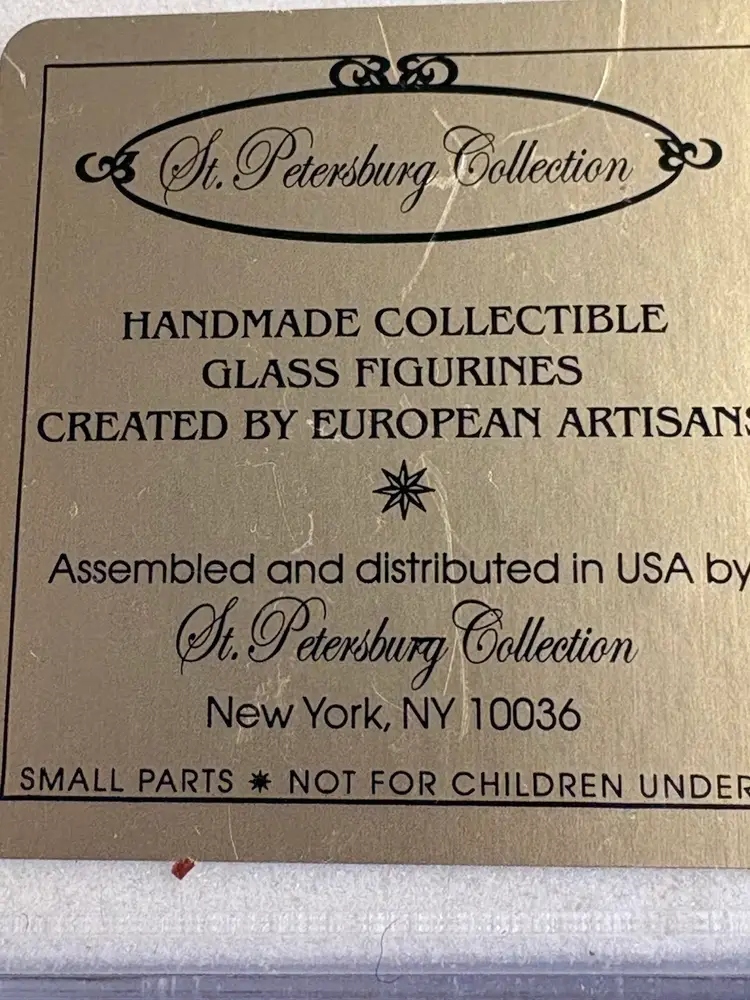 St. Petersburg Collection
HANDMADE COLLECTIBLE
GLASS FIGURINES
CREATED BY EUROPEAN ARTISANS
Assembled and distributed in USA by
St. Petersburg Collection
New York, NY 10036
SMALL PARTS * NOT FOR CHILDREN UNDER